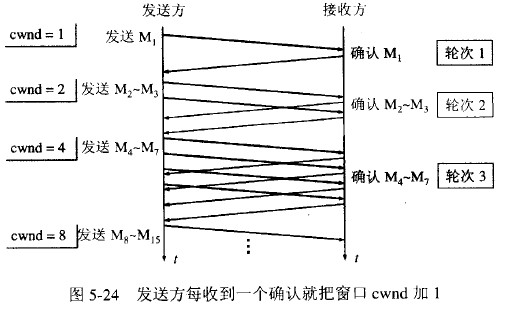 发送方 接收方
cwnd = 1 发送 M1 确认 M1 轮次 1
cwnd = 2 发送 M2~M3 确认 M2~M3 轮次 2
cwnd = 4 发送 M4~M7 确认 M4~M7 轮次 3
cwnd = 8 发送 M8~M15
t t
图 5-24 发送方每收到一个确认就把窗口 cwnd 加 1